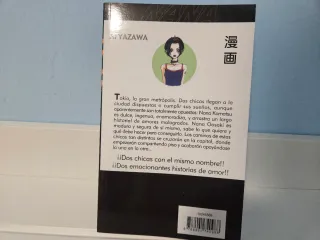 YAZAWA
漫
画
Tokio, la gran metrópolis. Dos chicas llegan a la
ciudad dispuestas a cumplir sus sueños, aunque
aparentemente son totalmente opuestas: Nana Komatsu
es dulce, ingenua, enamoradiza, y arrastra un largo
historial de amores malogrados. Nana Oosaki es
madura y segura de sí misma, sabe lo que quiere y
qué debe hacer para conseguirlo. Los caminos de estas
chicas tan distintas se cruzarán en la capital, donde
empezarán compartiendo piso y acabarán apoyándose
la una en la otra...
¡¡Dos chicas con el mismo nombre!!
¡¡Dos emocionantes historias de amor!!